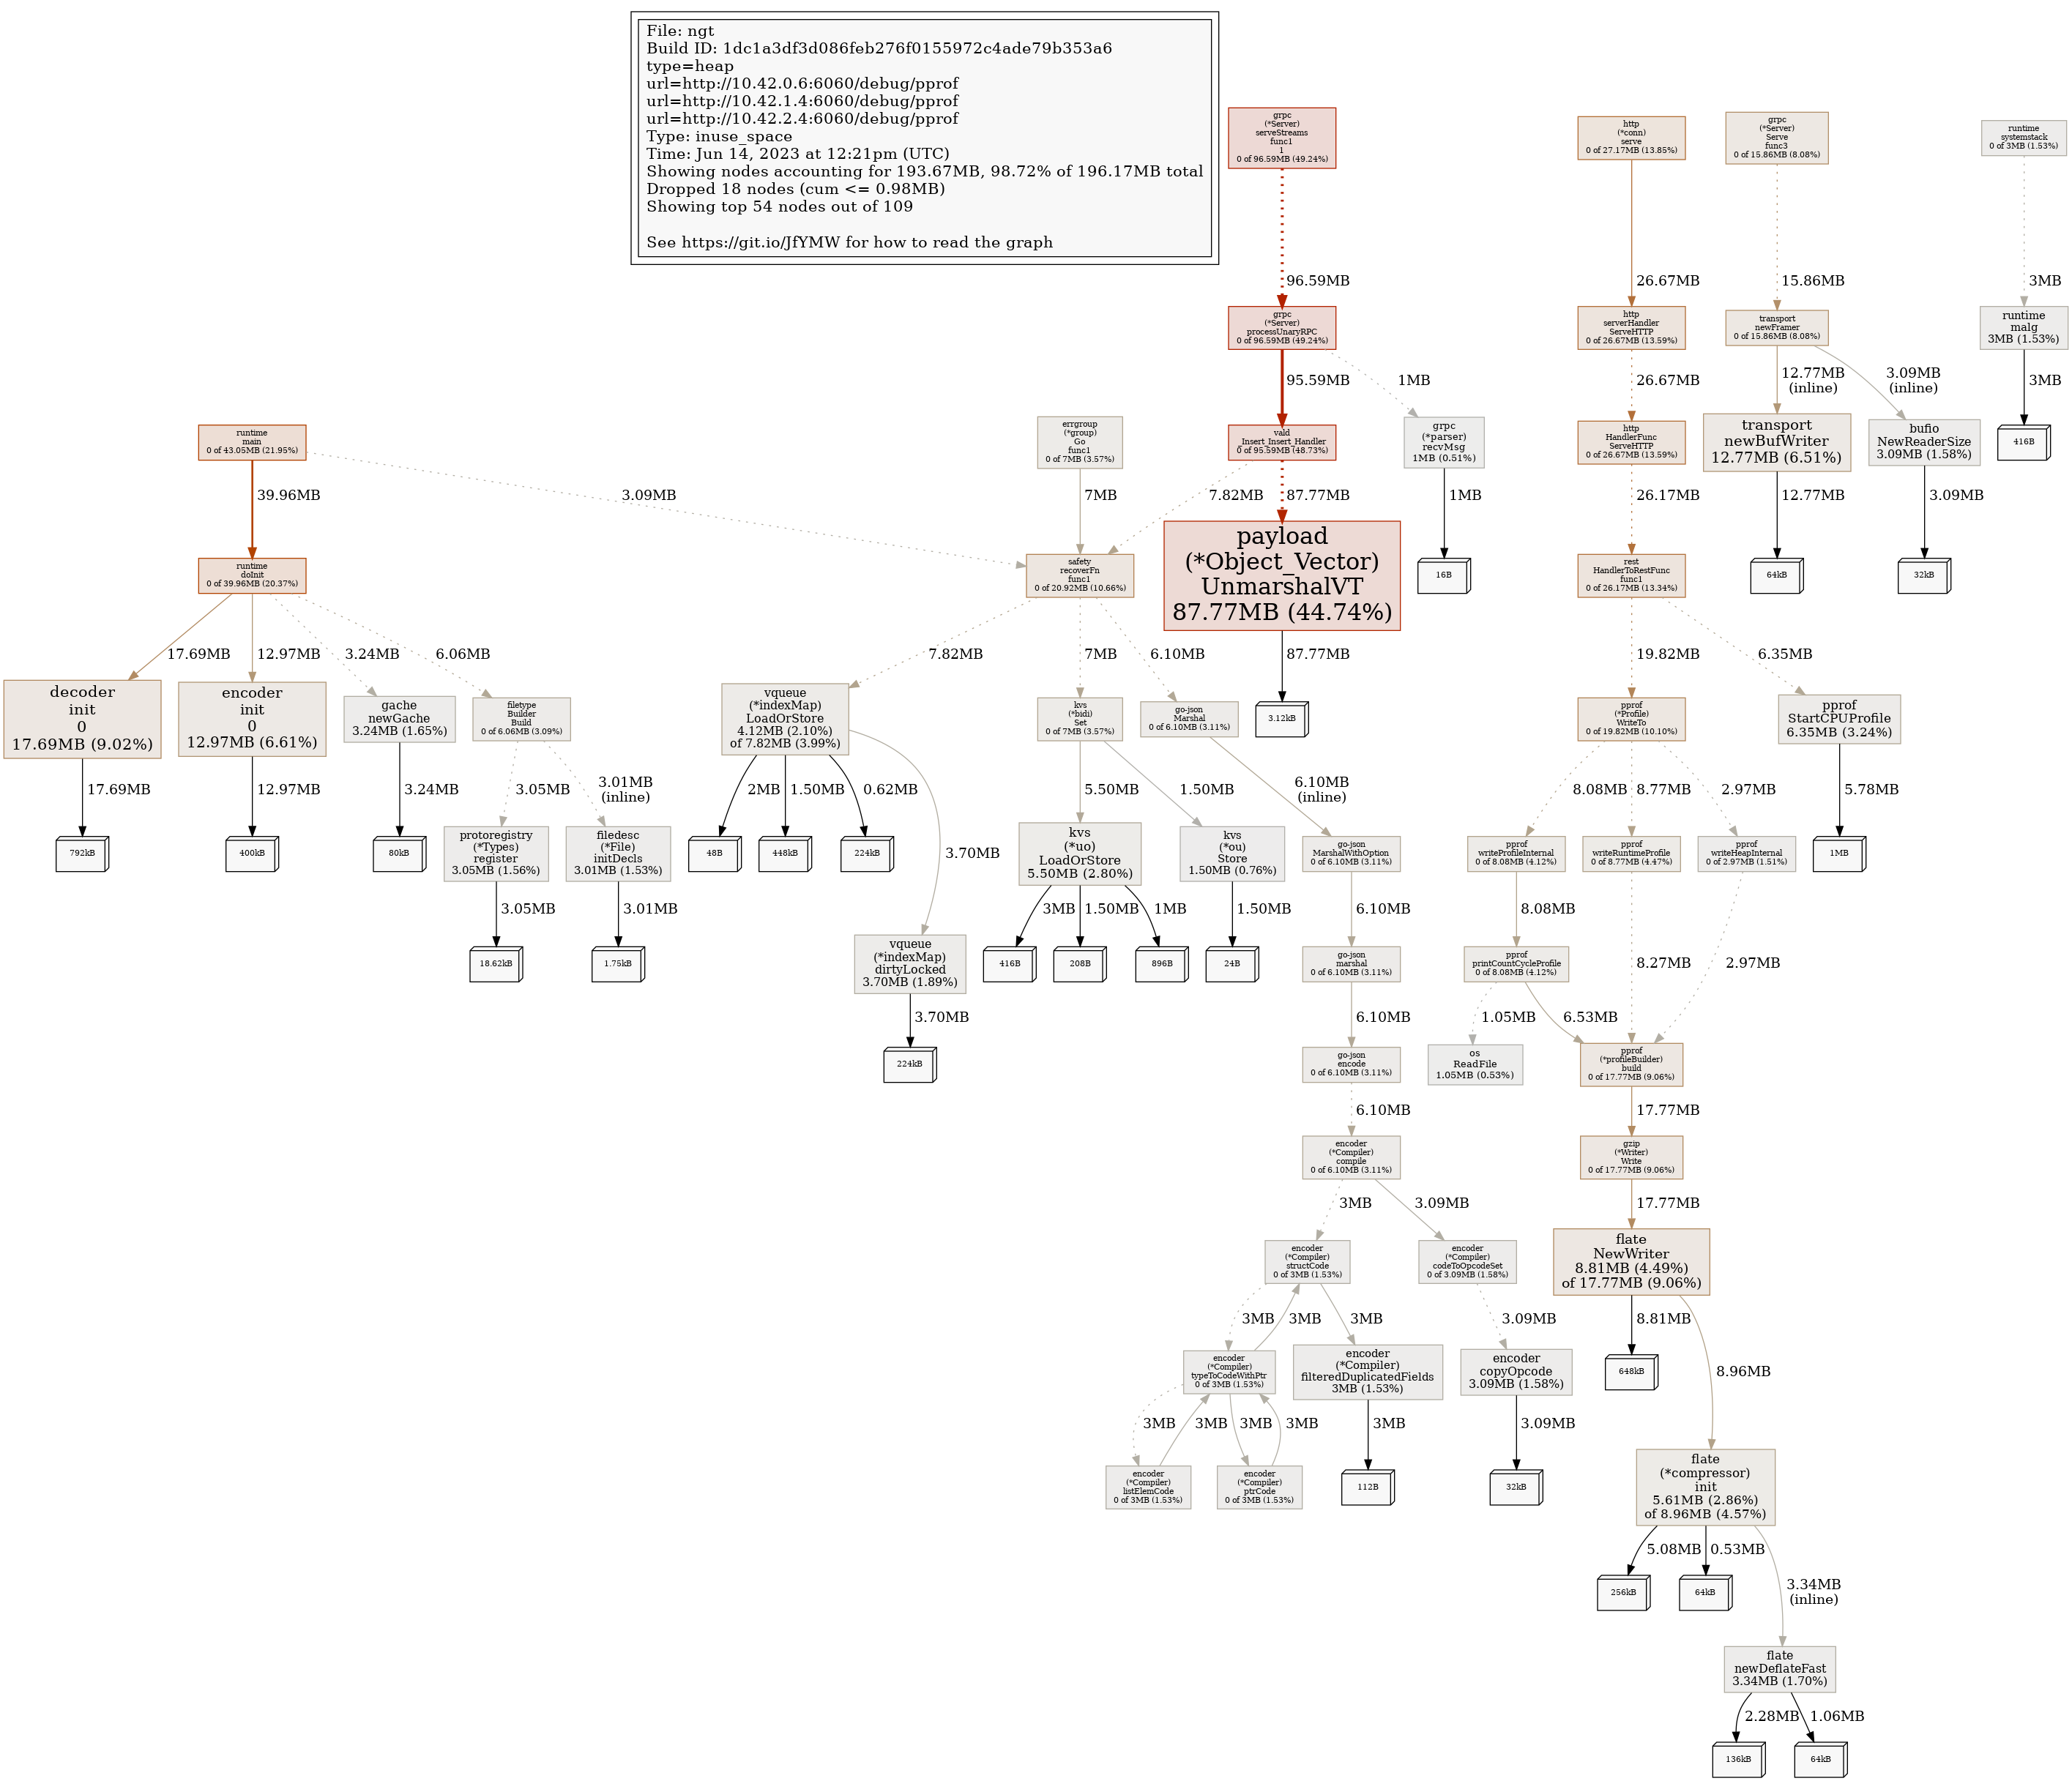 File: ngt
Build ID: 1dc1a3df3d086feb276f0155972c4ade79b353a6
type=heap
url=http://10.42.0.6:6060/debug/pprof
url=http://10.42.1.4:6060/debug/pprof
url=http://10.42.2.4:6060/debug/pprof
Type: inuse_space
Time: Jun 14, 2023 at 12:21pm (UTC)
Showing nodes accounting for 193.67MB, 98.72% of 196.17MB total
Dropped 18 nodes (cum <= 0.98MB)
Showing top 54 nodes out of 109
See https://git.io/JfYMW for how to read the graph
grpc
(*Server)
serveStreams
func1
1
0 of 96.59MB (49.24%)
http
(*conn)
serve
0 of 27.17MB (13.85%)
grpc
(*Server)
Serve
func3
0 of 15.86MB (8.08%)
runtime
systemstack
0 of 3MB (1.53%)
96.59MB
26.67MB
15.86MB
3MB
grpc
(*Server)
processUnaryRPC
0 of 96.59MB (49.24%)
http
serverHandler
ServeHTTP
0 of 26.67MB (13.59%)
transport
newFramer
0 of 15.86MB (8.08%)
runtime
malg
3MB (1.53%)
95.59MB
1MB
26.67MB
12.77MB
(inline)
3.09MB
(inline)
3MB
runtime
main
0 of 43.05MB (21.95%)
errgroup
(*group)
Go
func1
0 of 7MB (3.57%)
vald
Insert_Insert_Handler
0 of 95.59MB (48.73%)
grpc
(*parser)
recvMsg
1MB (0.51%)
http
HandlerFunc
ServeHTTP
0 of 26.67MB (13.59%)
transport
newBufWriter
12.77MB (6.51%)
bufio
NewReaderSize
3.09MB (1.58%)
416B
39.96MB
3.09MB
7MB
7.82MB
87.77MB
1MB
26.17MB
12.77MB
3.09MB
runtime
doInit
0 of 39.96MB (20.37%)
safety
recoverFn
func1
0 of 20.92MB (10.66%)
payload
(*Object_Vector)
UnmarshalVT
87.77MB (44.74%)
16B
rest
HandlerToRestFunc
func1
0 of 26.17MB (13.34%)
64kB
32kB
17.69MB
12.97MB
3.24MB
6.06MB
7.82MB
7MB
6.10MB
87.77MB
19.82MB
6.35MB
decoder
init
0
17.69MB (9.02%)
encoder
init
0
12.97MB (6.61%)
gache
newGache
3.24MB (1.65%)
filetype
Builder
Build
0 of 6.06MB (3.09%)
vqueue
(*indexMap)
LoadOrStore
4.12MB (2.10%)
of 7.82MB (3.99%)
kvs
(*bidi)
Set
0 of 7MB (3.57%)
go-json
Marshal
0 of 6.10MB (3.11%)
3.12kB
pprof
(*Profile)
WriteTo
0 of 19.82MB (10.10%)
pprof
StartCPUProfile
6.35MB (3.24%)
17.69MB
12.97MB
3.24MB
3.05MB
3.01MB
(inline)
2MB
1.50MB
0.62MB
3.70MB
5.50MB
1.50MB
6.10MB
(inline)
8.08MB
8.77MB
2.97MB
5.78MB
792kB
400kB
80kB
protoregistry
(*Types)
register
3.05MB (1.56%)
filedesc
(*File)
initDecls
3.01MB (1.53%)
48B
448kB
224kB
kvs
(*uo)
LoadOrStore
5.50MB (2.80%)
kvs
(*ou)
Store
1.50MB (0.76%)
go-json
MarshalWithOption
0 of 6.10MB (3.11%)
pprof
writeProfileInternal
0 of 8.08MB (4.12%)
pprof
writeRuntimeProfile
0 of 8.77MB (4.47%)
pprof
writeHeapInternal
0 of 2.97MB (1.51%)
1MB
3.05MB
3.01MB
3MB
1.50MB
1MB
1.50MB
6.10MB
8.08MB
8.27MB
2.97MB
18.62kB
1.75kB
vqueue
(*indexMap)
dirtyLocked
3.70MB (1.89%)
416B
208B
896B
24B
go-json
marshal
0 of 6.10MB (3.11%)
pprof
printCountCycleProfile
0 of 8.08MB (4.12%)
3.70MB
6.10MB
1.05MB
6.53MB
224kB
go-json
encode
0 of 6.10MB (3.11%)
os
ReadFile
1.05MB (0.53%)
pprof
(*profileBuilder)
build
0 of 17.77MB (9.06%)
6.10MB
17.77MB
encoder
(*Compiler)
compile
0 of 6.10MB (3.11%)
gzip
(*Writer)
Write
0 of 17.77MB (9.06%)
3MB
3.09MB
17.77MB
encoder
(*Compiler)
structCode
0 of 3MB (1.53%)
encoder
(*Compiler)
codeToOpcodeSet
0 of 3.09MB (1.58%)
flate
NewWriter
8.81MB (4.49%)
of 17.77MB (9.06%)
3MB
3MB
3MB
3.09MB
8.81MB
8.96MB
encoder
(*Compiler)
typeToCodeWithPtr
0 of 3MB (1.53%)
encoder
(*Compiler)
filteredDuplicatedFields
3MB (1.53%)
encoder
copyOpcode
3.09MB (1.58%)
648kB
3MB
3MB
3MB
3MB
3MB
3.09MB
encoder
(*Compiler)
listElemCode
0 of 3MB (1.53%)
encoder
(*Compiler)
ptrCode
0 of 3MB (1.53%)
112B
32kB
flate
(*compressor)
init
5.61MB (2.86%)
of 8.96MB (4.57%)
5.08MB
0.53MB
3.34MB
(inline)
256kB
64kB
flate
newDeflateFast
3.34MB (1.70%)
2.28MB
1.06MB
136kB
64kB